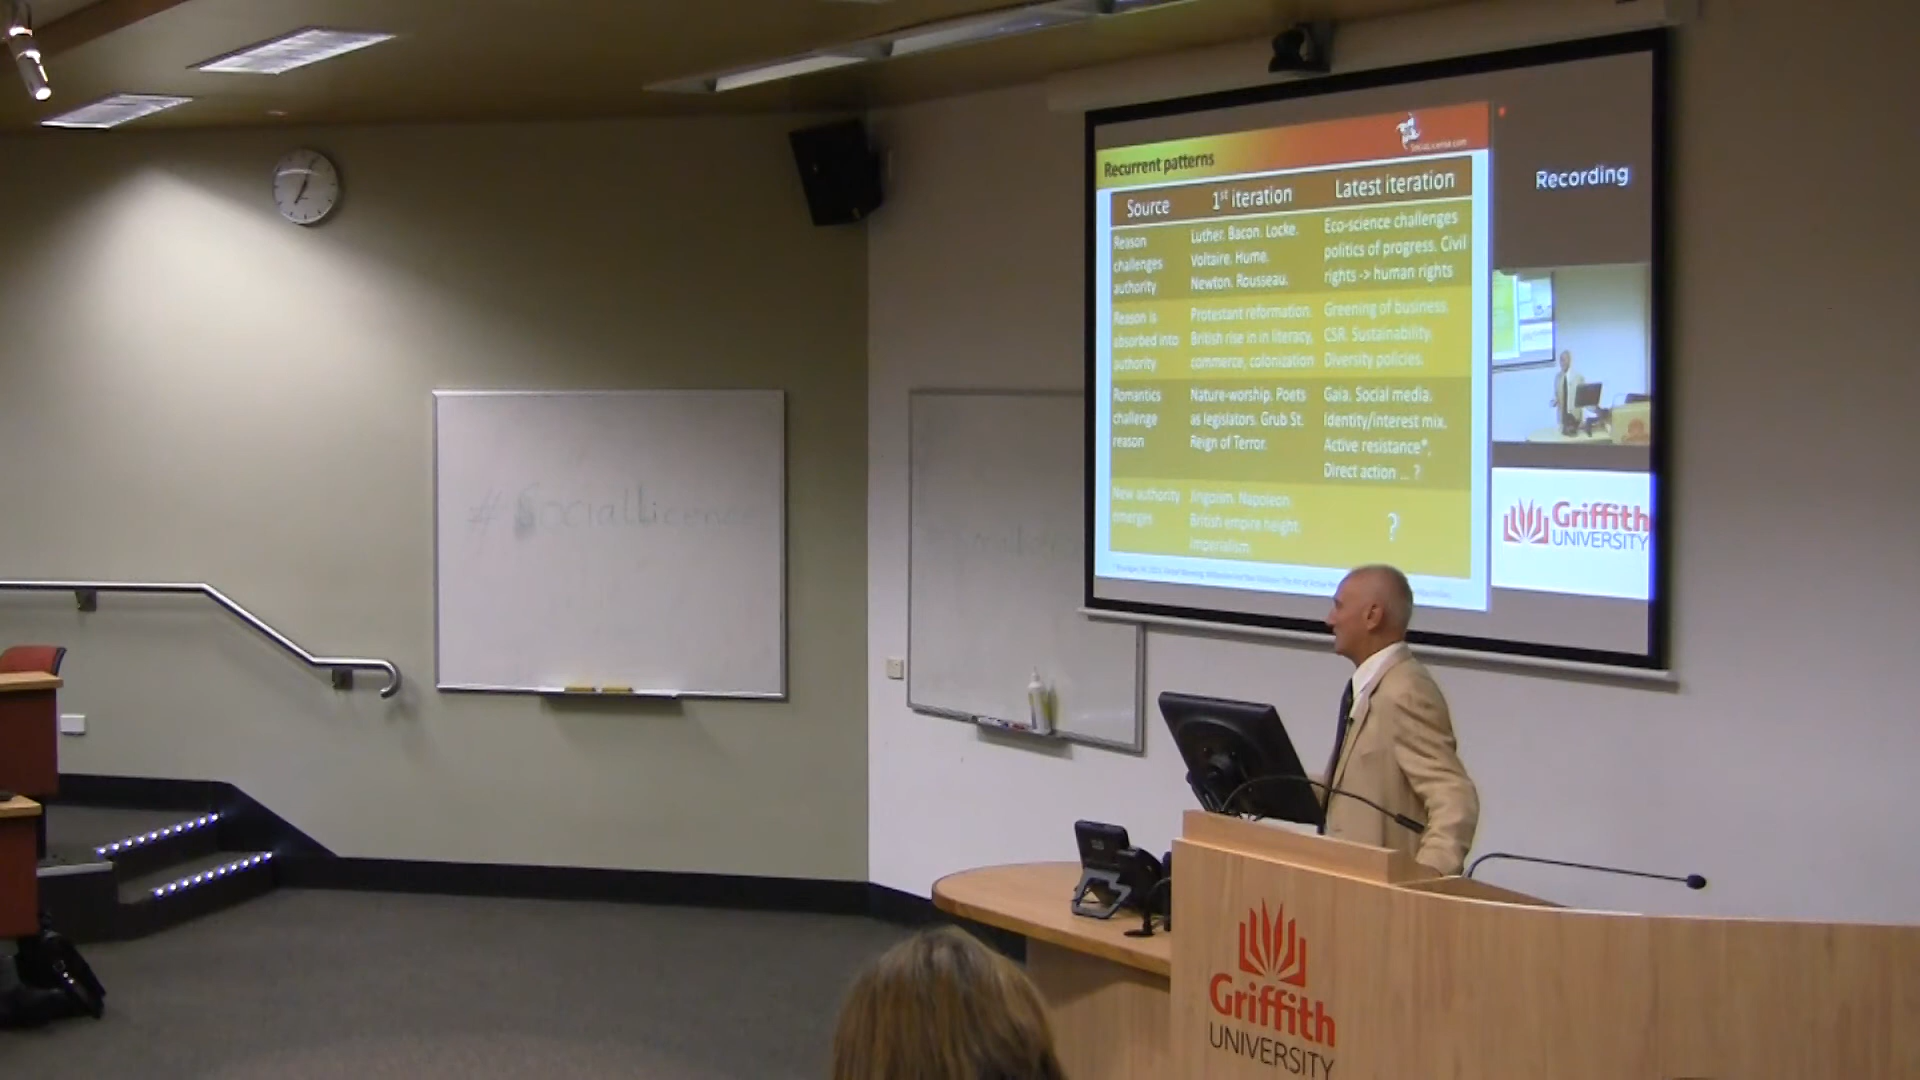 SocialLicense.com
Recurrent patterns
Source
1st iteration
Latest iteration
Reason
challenges
authority
Luther. Bacon. Locke.
Voltaire. Hume.
Newton. Rousseau.
Eco-science challenges
politics of progress. Civil
rights -> human rights
Reason is
absorbed into
authority
Protestant reformation.
British rise in in literacy,
commerce, colonization
Greening of business.
CSR. Sustainability.
Diversity policies.
Romantics
challenge
reason
Nature-worship. Poets
as legislators. Grub St.
Reign of Terror.
Gaia. Social media.
Identity/interest mix.
Active resistance*.
Direct action ... ?
New authority
emerges
Jingoism. Napoleon.
British empire height.
Imperialism.
?
Recording
Griffith
UNIVERSITY
#SocialLicence
Griffith
UNIVERSITY